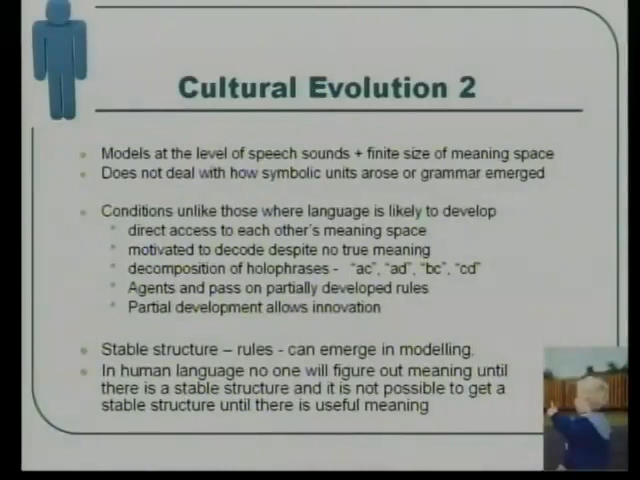 Cultural Evolution 2
Models at the level of speech sounds + finite size of meaning space
Does not deal with how symbolic units arose or grammar emerged
Conditions unlike those where language is likely to develop
direct access to each other's meaning space
motivated to decode despite no true meaning
decomposition of holophrases - "ac", "ad", "bc", "cd"
Agents and pass on partially developed rules
Partial development allows innovation
Stable structure – rules - can emerge in modelling.
In human language no one will figure out meaning until
there is a stable structure and it is not possible to get a
stable structure until there is useful meaning